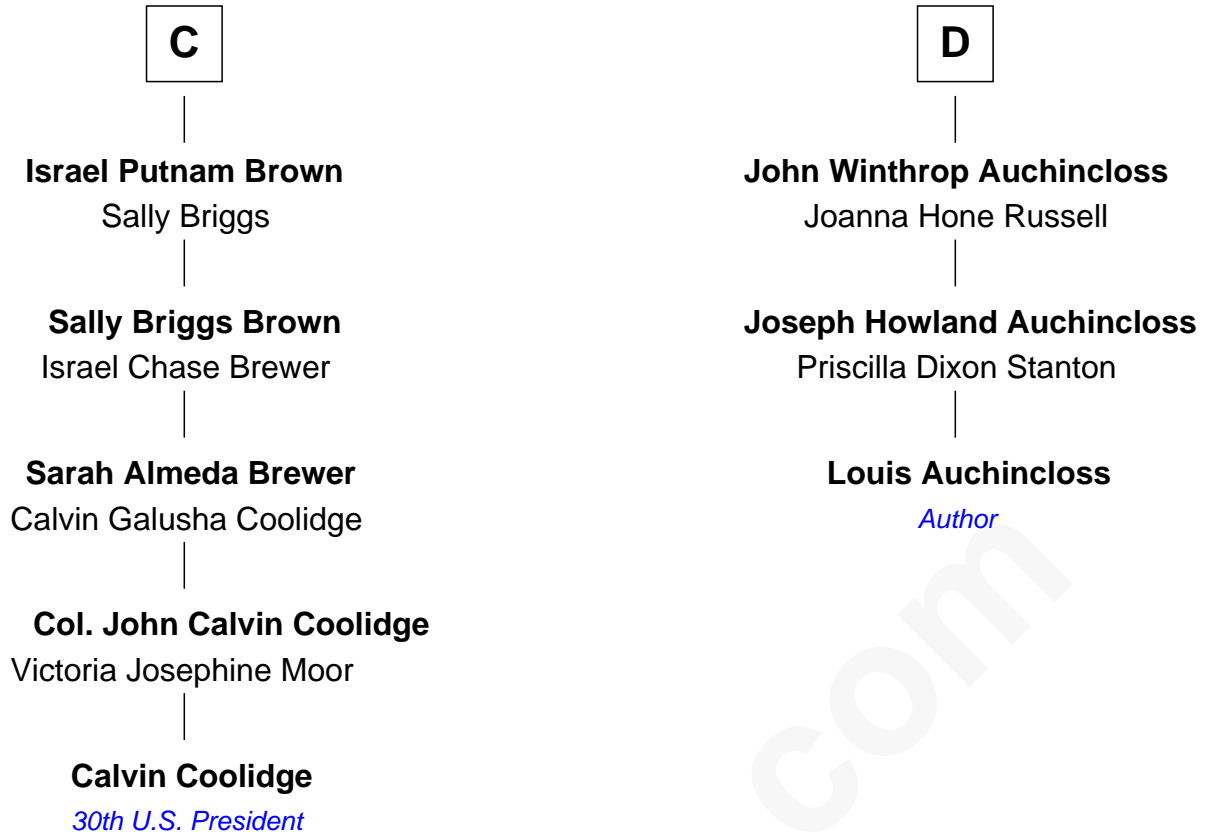 C
Israel Putnam Brown
Sally Briggs
Sally Briggs Brown
Israel Chase Brewer
Sarah Almeda Brewer
Calvin Galusha Coolidge
Col. John Calvin Coolidge
Victoria Josephine Moor
Calvin Coolidge
30th U.S. President
D
John Winthrop Auchincloss
Joanna Hone Russell
Joseph Howland Auchincloss
Priscilla Dixon Stanton
Louis Auchincloss
Author
com